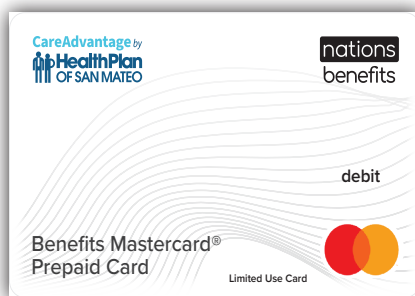 CareAdvantage by
HealthPlan
OF SAN MATEO
nations
benefits
debit
Benefits Mastercard®
Prepaid Card
Limited Use Card